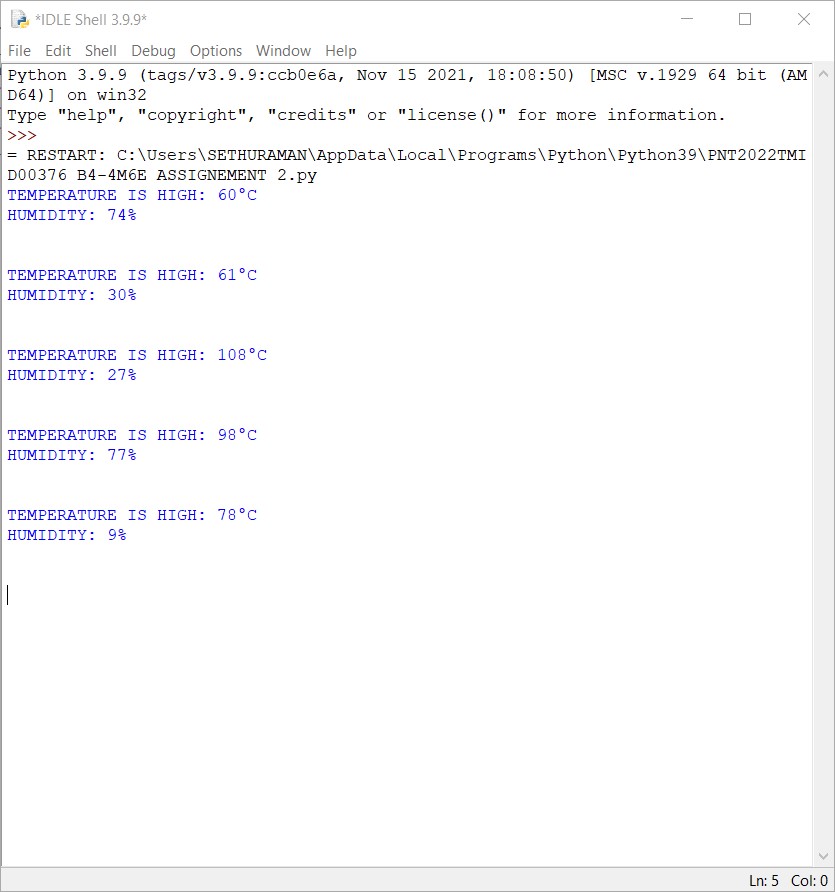 *IDLE Shell 3.9.9*
File Edit Shell Debug Options Window Help
Python 3.9.9 (tags/v3.9.9:ccb0e6a, Nov 15 2021, 18:08:50) [MSC v.1929 64 bit (AM
D64)] on win32
Type "help", "copyright", "credits" or "license()" for more information.
>>>
= RESTART: C:\Users\SETHURAMAN\AppData\Local\Programs\Python\Python39\PNT2022TMI
D00376 B4-4M6E ASSIGNEMENT 2.py
TEMPERATURE IS HIGH: 60°C
HUMIDITY: 74%
TEMPERATURE IS HIGH: 61°C
HUMIDITY: 30%
TEMPERATURE IS HIGH: 108°C
HUMIDITY: 27%
TEMPERATURE IS HIGH: 98°C
HUMIDITY: 77%
TEMPERATURE IS HIGH: 78°C
HUMIDITY: 9%
Ln: 5 Col: 0